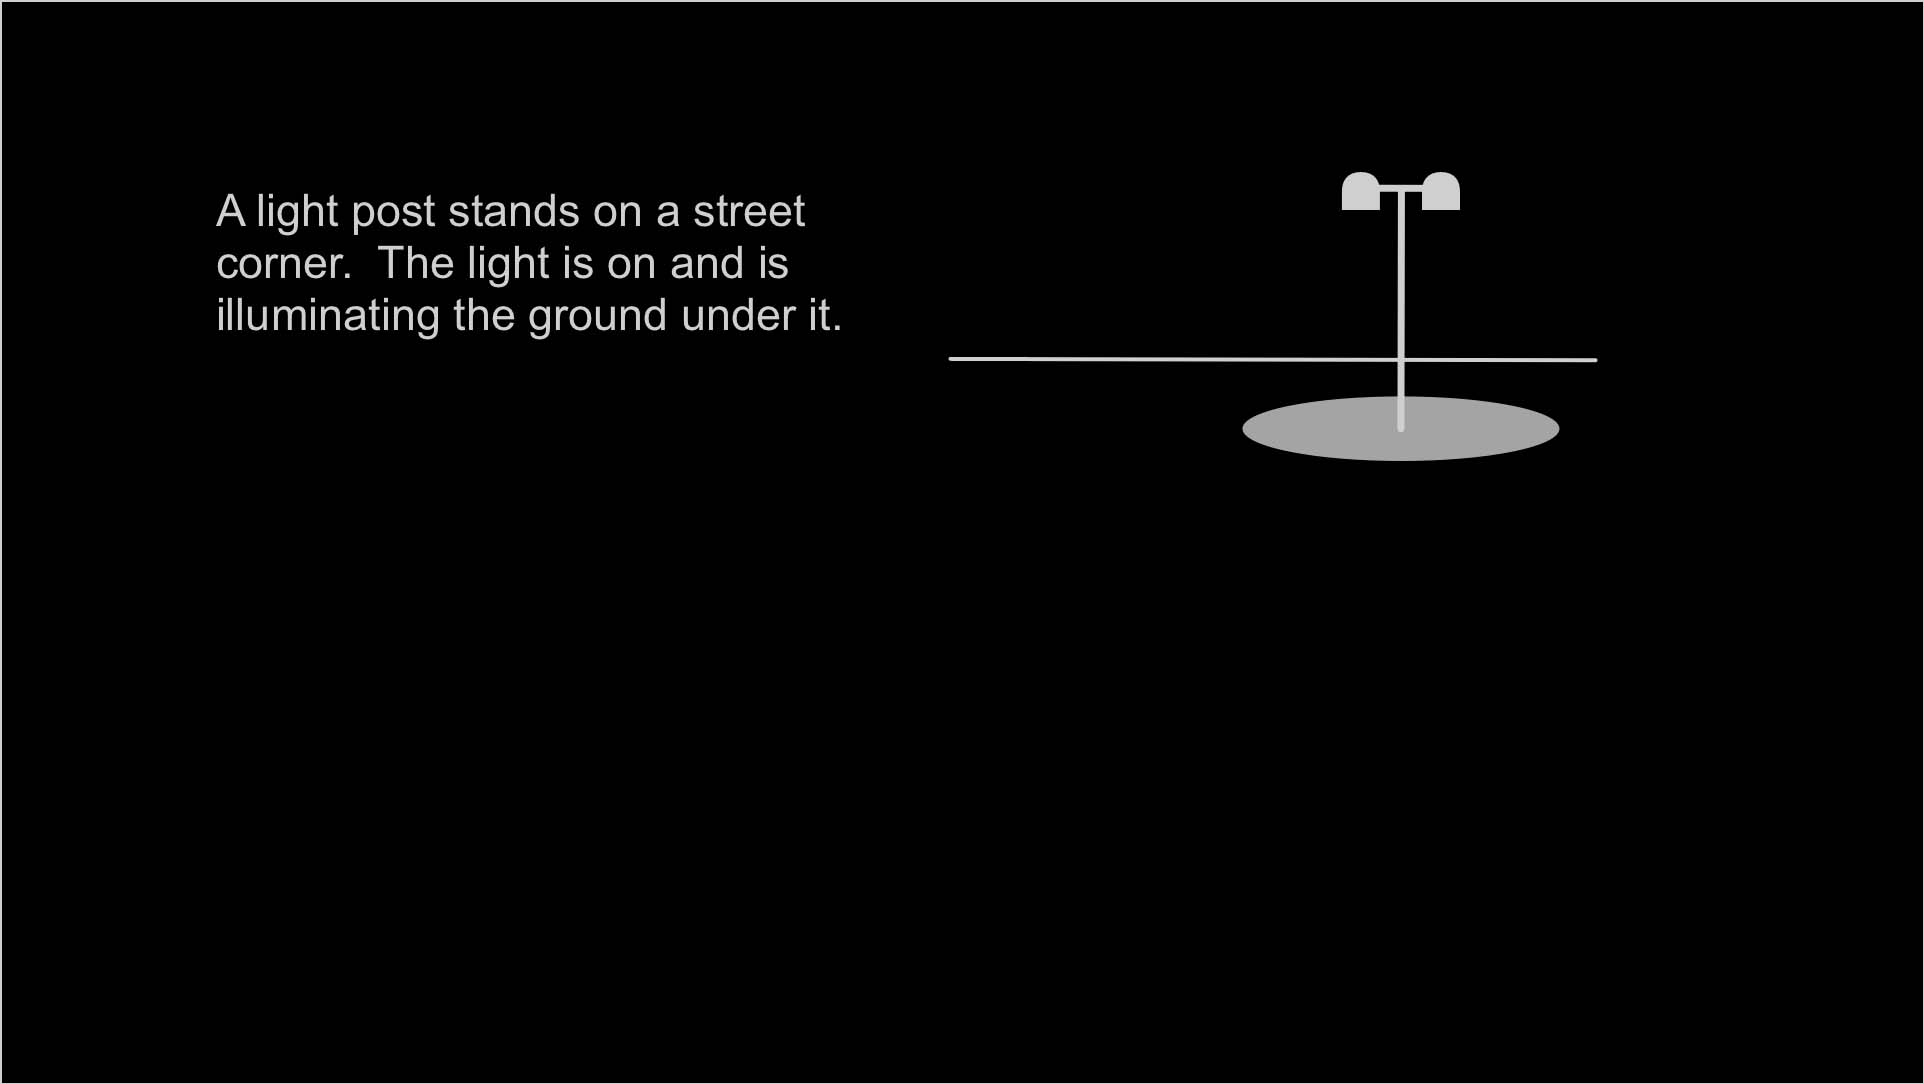 A light post stands on a street
corner.  The light is on and is
illuminating the ground under it.